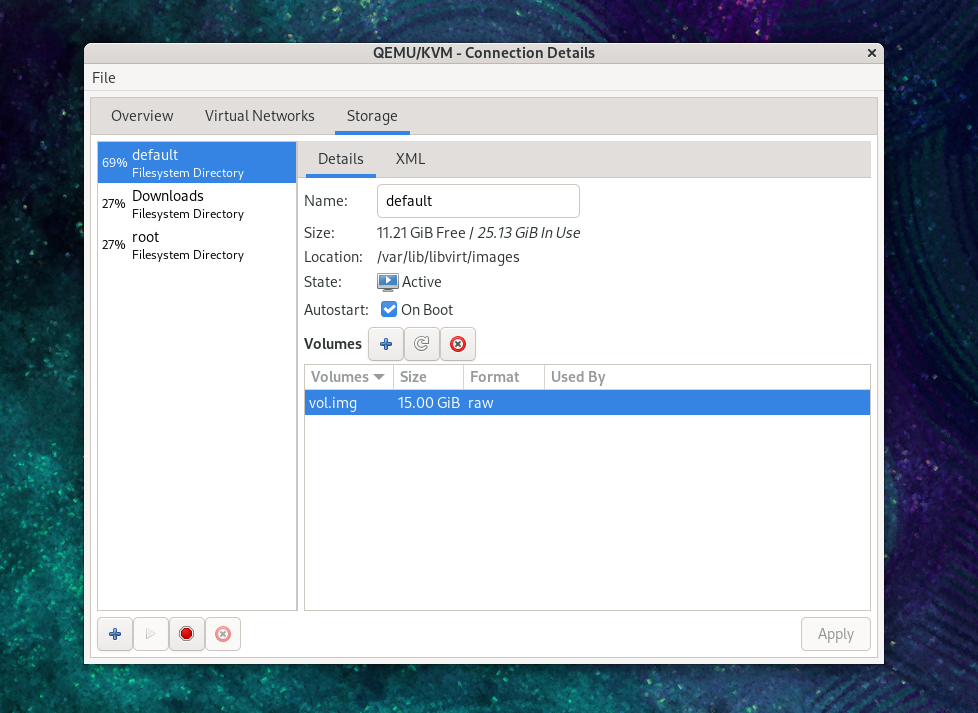 QEMU/KVM - Connection Details
File
Overview Virtual Networks Storage
69% default
Filesystem Directory
27% Downloads
Filesystem Directory
27% root
Filesystem Directory
Details XML
Name: default
Size: 11.21 GiB Free / 25.13 GiB In Use
Location: /var/lib/libvirt/images
State: Active
Autostart: On Boot
Volumes
Volumes Size Format Used By
vol.img 15.00 GiB raw
Apply